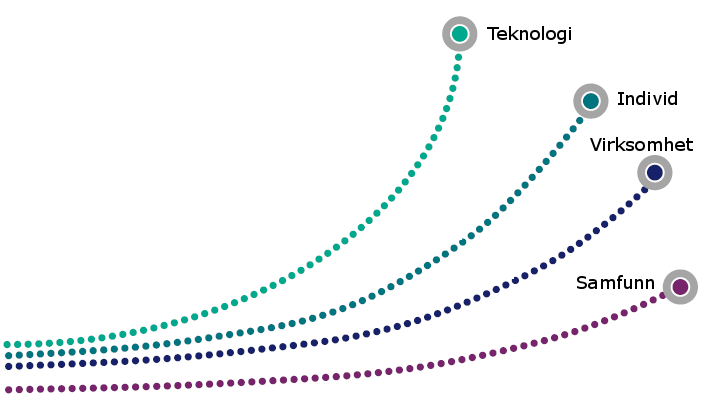 Teknologi
Individ
Virksomhet
Samfunn